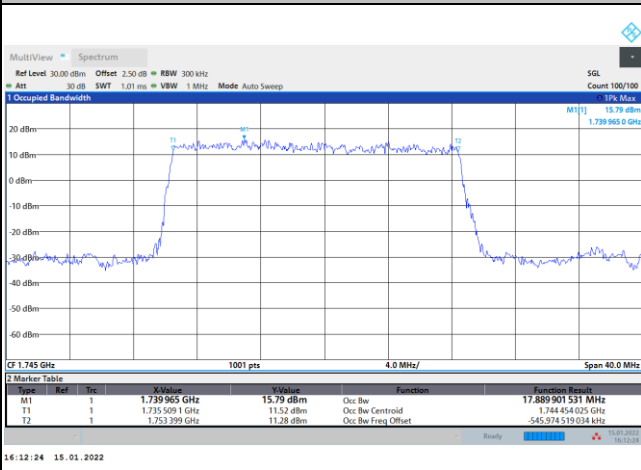 MultiView Spectrum
Ref Level 30.00 dBm Offset 2.50 dB RBW 300 kHz SGL
Att 30 dB SWT 1.01 ms VBW 1 MHz Mode Auto Sweep Count 100/100
1 Occupied Bandwidth 1Pk Max
M1[1] 15.79 dBm
1.739 965 0 GHz
20 dBm
T1 M1 T2
10 dBm
0 dBm
-10 dBm
-20 dBm
-30 dBm
-40 dBm
-50 dBm
-60 dBm
CF 1.745 GHz 1001 pts 4.0 MHz/ Span 40.0 MHz
2 Marker Table
Type Ref Trc X-Value Y-Value Function Function Result
M1 1 1.739 965 GHz 15.79 dBm Occ Bw 17.889 901 531 MHz
T1 1 1.735 509 1 GHz 11.52 dBm Occ Bw Centroid 1.744 454 025 GHz
T2 1 1.753 399 GHz 11.28 dBm Occ Bw Freq Offset -545.974 519 034 kHz
Ready 15.01.2022
16:12:24
16:12:24 15.01.2022